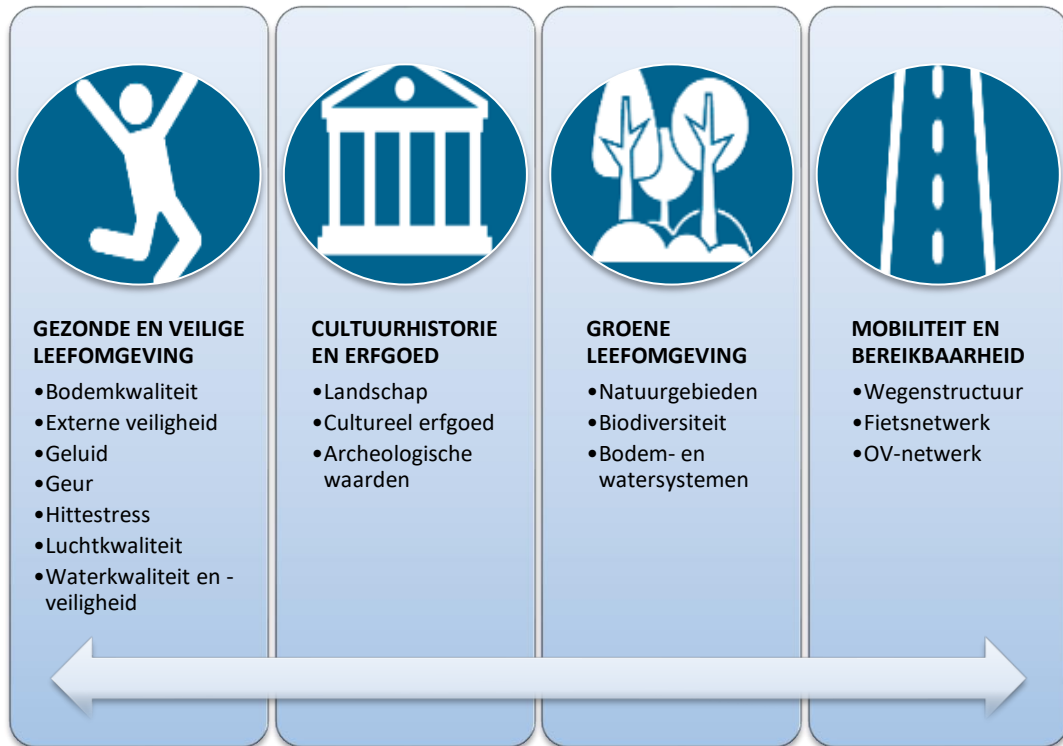 GEZONDE EN VEILIGE
LEEFOMGEVING
•Bodemkwaliteit
•Externe veiligheid
•Geluid
•Geur
•Hittestress
•Luchtkwaliteit
•Waterkwaliteit en -
veiligheid
CULTUURHISTORIE
EN ERFGOED
•Landschap
•Cultureel erfgoed
•Archeologische
waarden
GROENE
LEEFOMGEVING
•Natuurgebieden
•Biodiversiteit
•Bodem- en
watersystemen
MOBILITEIT EN
BEREIKBAARHEID
•Wegenstructuur
•Fietsnetwerk
•OV-netwerk